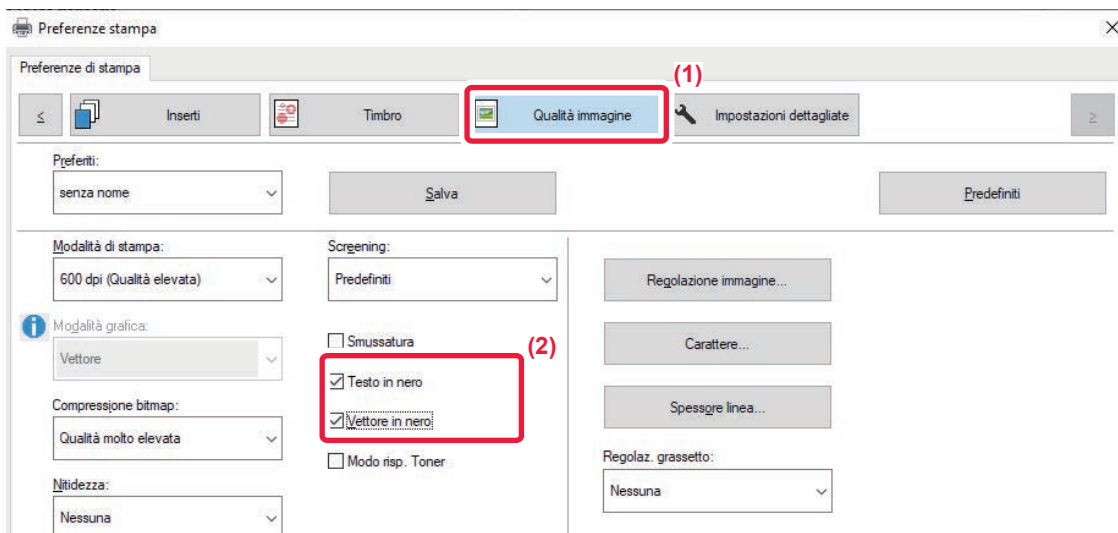 Preferenze stampa
Preferenze di stampa
(1)
< Inserti Timbro Qualità immagine Impostazioni dettagliate >
Preferiti:
senza nome Salva Predefiniti
Modalità di stampa: Screening:
600 dpi (Qualità elevata) Predefiniti Regolazione immagine...
Modalità grafica: Smussatura (2)
Vettore Carattere...
Testo in nero
Compressione bitmap: Vettore in nero Spessore linea...
Qualità molto elevata
Modo risp. Toner Regolaz. grassetto:
Nitidezza: Nessuna
Nessuna